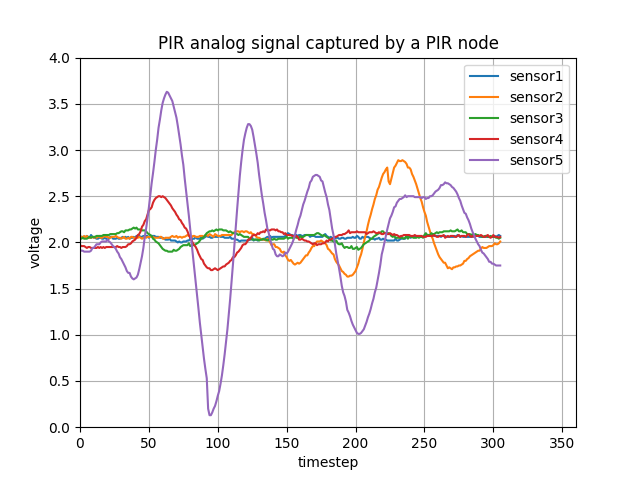 PIR analog signal captured by a PIR node
4.0
3.5
3.0
2.5
2.0
1.5
1.0
0.5
0.0
voltage
sensor1
sensor2
sensor3
sensor4
sensor5
0 50 100 150 200 250 300 350
timestep